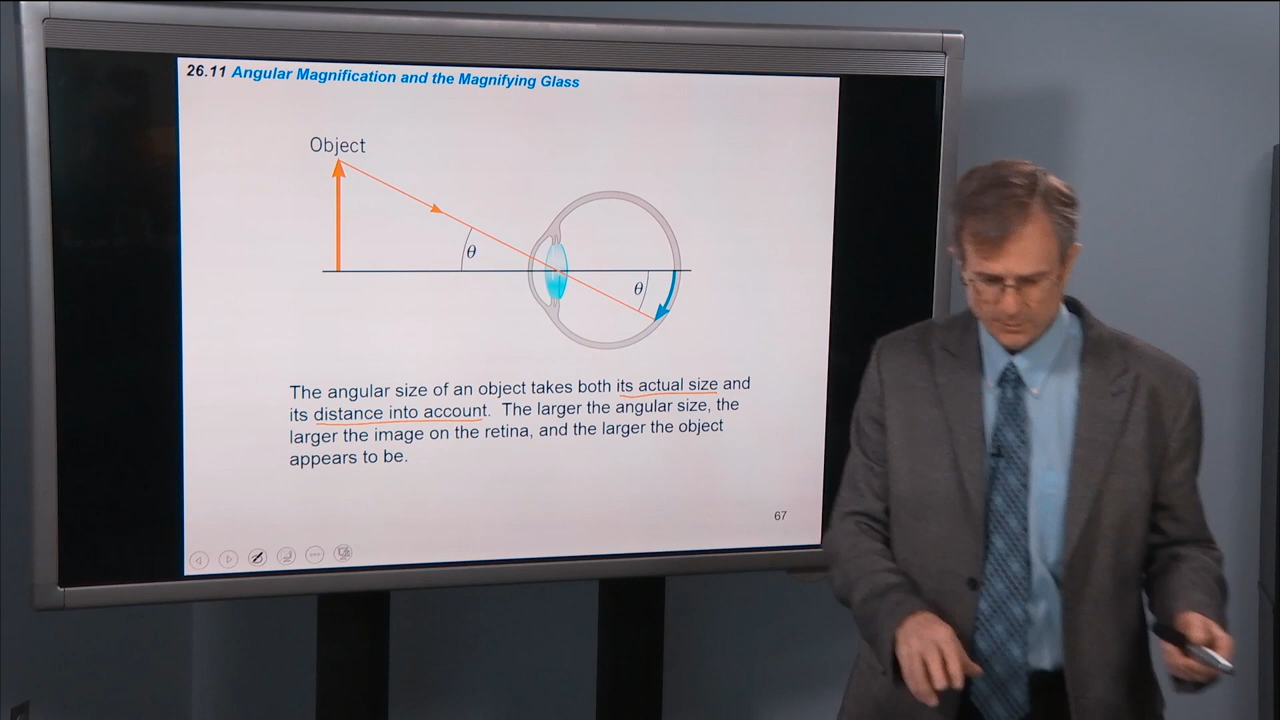 26.11 Angular Magnification and the Magnifying Glass
Object
θ
θ
The angular size of an object takes both its actual size and
its distance into account. The larger the angular size, the
larger the image on the retina, and the larger the object
appears to be.
67